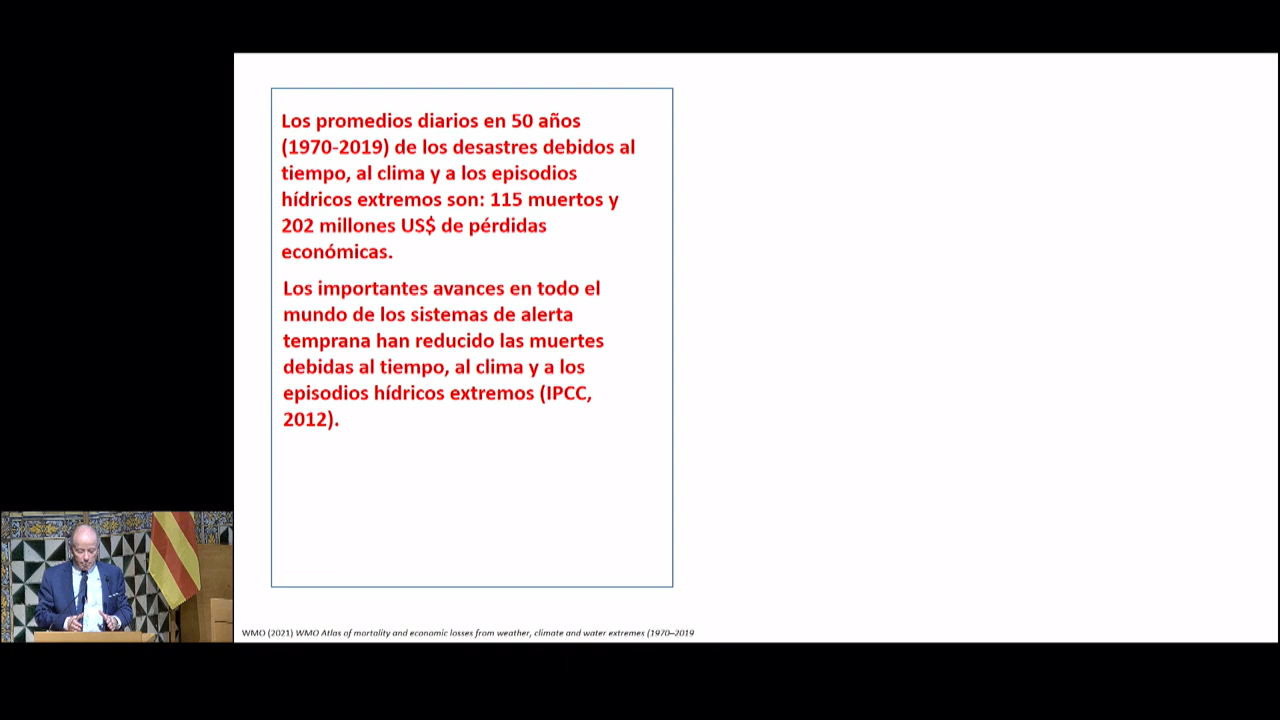 Los promedios diarios en 50 años
(1970-2019) de los desastres debidos al
tiempo, al clima y a los episodios
hídricos extremos son: 115 muertos y
202 millones US$ de pérdidas
económicas.
Los importantes avances en todo el
mundo de los sistemas de alerta
temprana han reducido las muertes
debidas al tiempo, al clima y a los
episodios hídricos extremos (IPCC,
2012).
WMO (2021) WMO Atlas of mortality and economic losses from weather, climate and water extremes (1970–2019